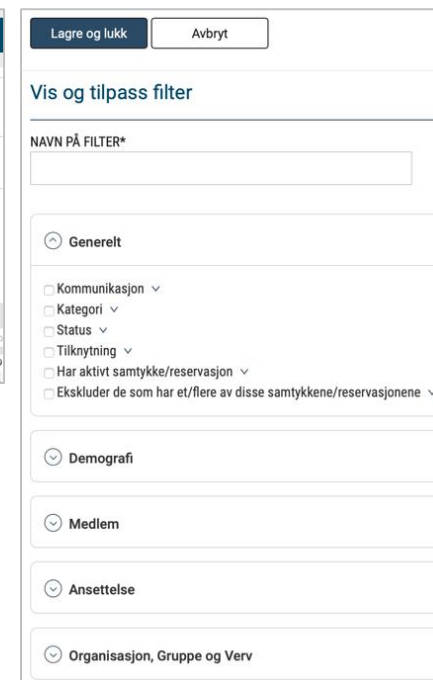 Lagre og lukk
Avbryt
Vis og tilpass filter
NAVN PÅ FILTER*
Generelt
Kommunikasjon
Kategori
Status
Tilknytning
Har aktivt samtykke/reservasjon
Ekskluder de som har et/flere av disse samtykkene/reservasjonene
Demografi
Medlem
Ansettelse
Organisasjon, Gruppe og Verv